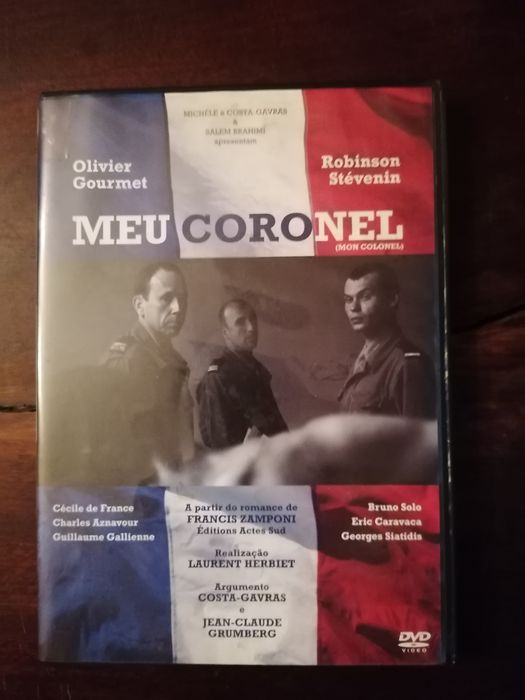 MICHÈLE & COSTA-GAVRAS
&
SALEM BRAHIMI
apresentam
Olivier
Gourmet
Robinson
Stévenin
MEU CORONEL
(MON COLONEL)
Cécile de France
Charles Aznavour
Guillaume Gallienne
A partir do romance de
FRANCIS ZAMPONI
Éditions Actes Sud
Realização
LAURENT HERBIET
Argumento
COSTA-GAVRAS
e
JEAN-CLAUDE
GRUMBERG
Bruno Solo
Eric Caravaca
Georges Siatidis
DVD
VIDEO